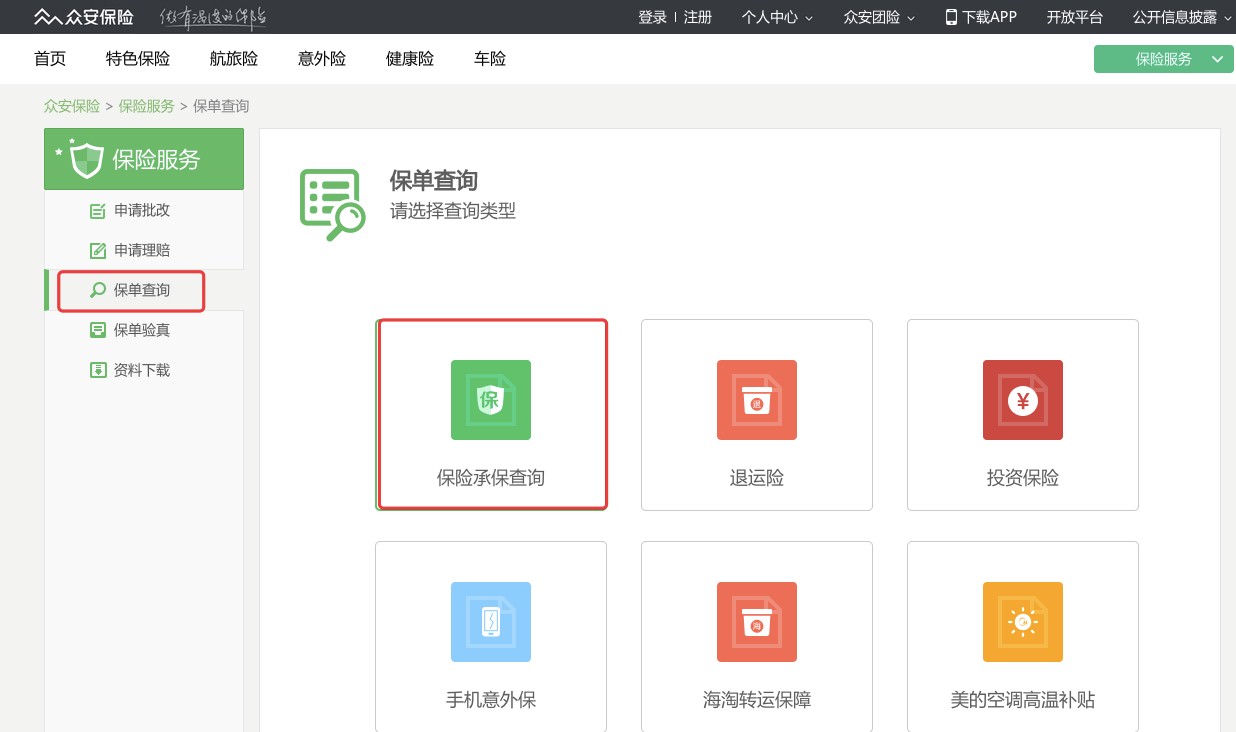 众安保险 做有温度的保险 登录 注册 个人中心 众安团险 下载APP 开放平台 公开信息披露
首页 特色保险 航旅险 意外险 健康险 车险 保险服务
众安保险 > 保险服务 > 保单查询
保险服务
申请批改
申请理赔
保单查询
保单验真
资料下载
保单查询
请选择查询类型
保
退
¥
保险承保查询 退运险 投资保险
海
手机意外保 海淘转运保障 美的空调高温补贴